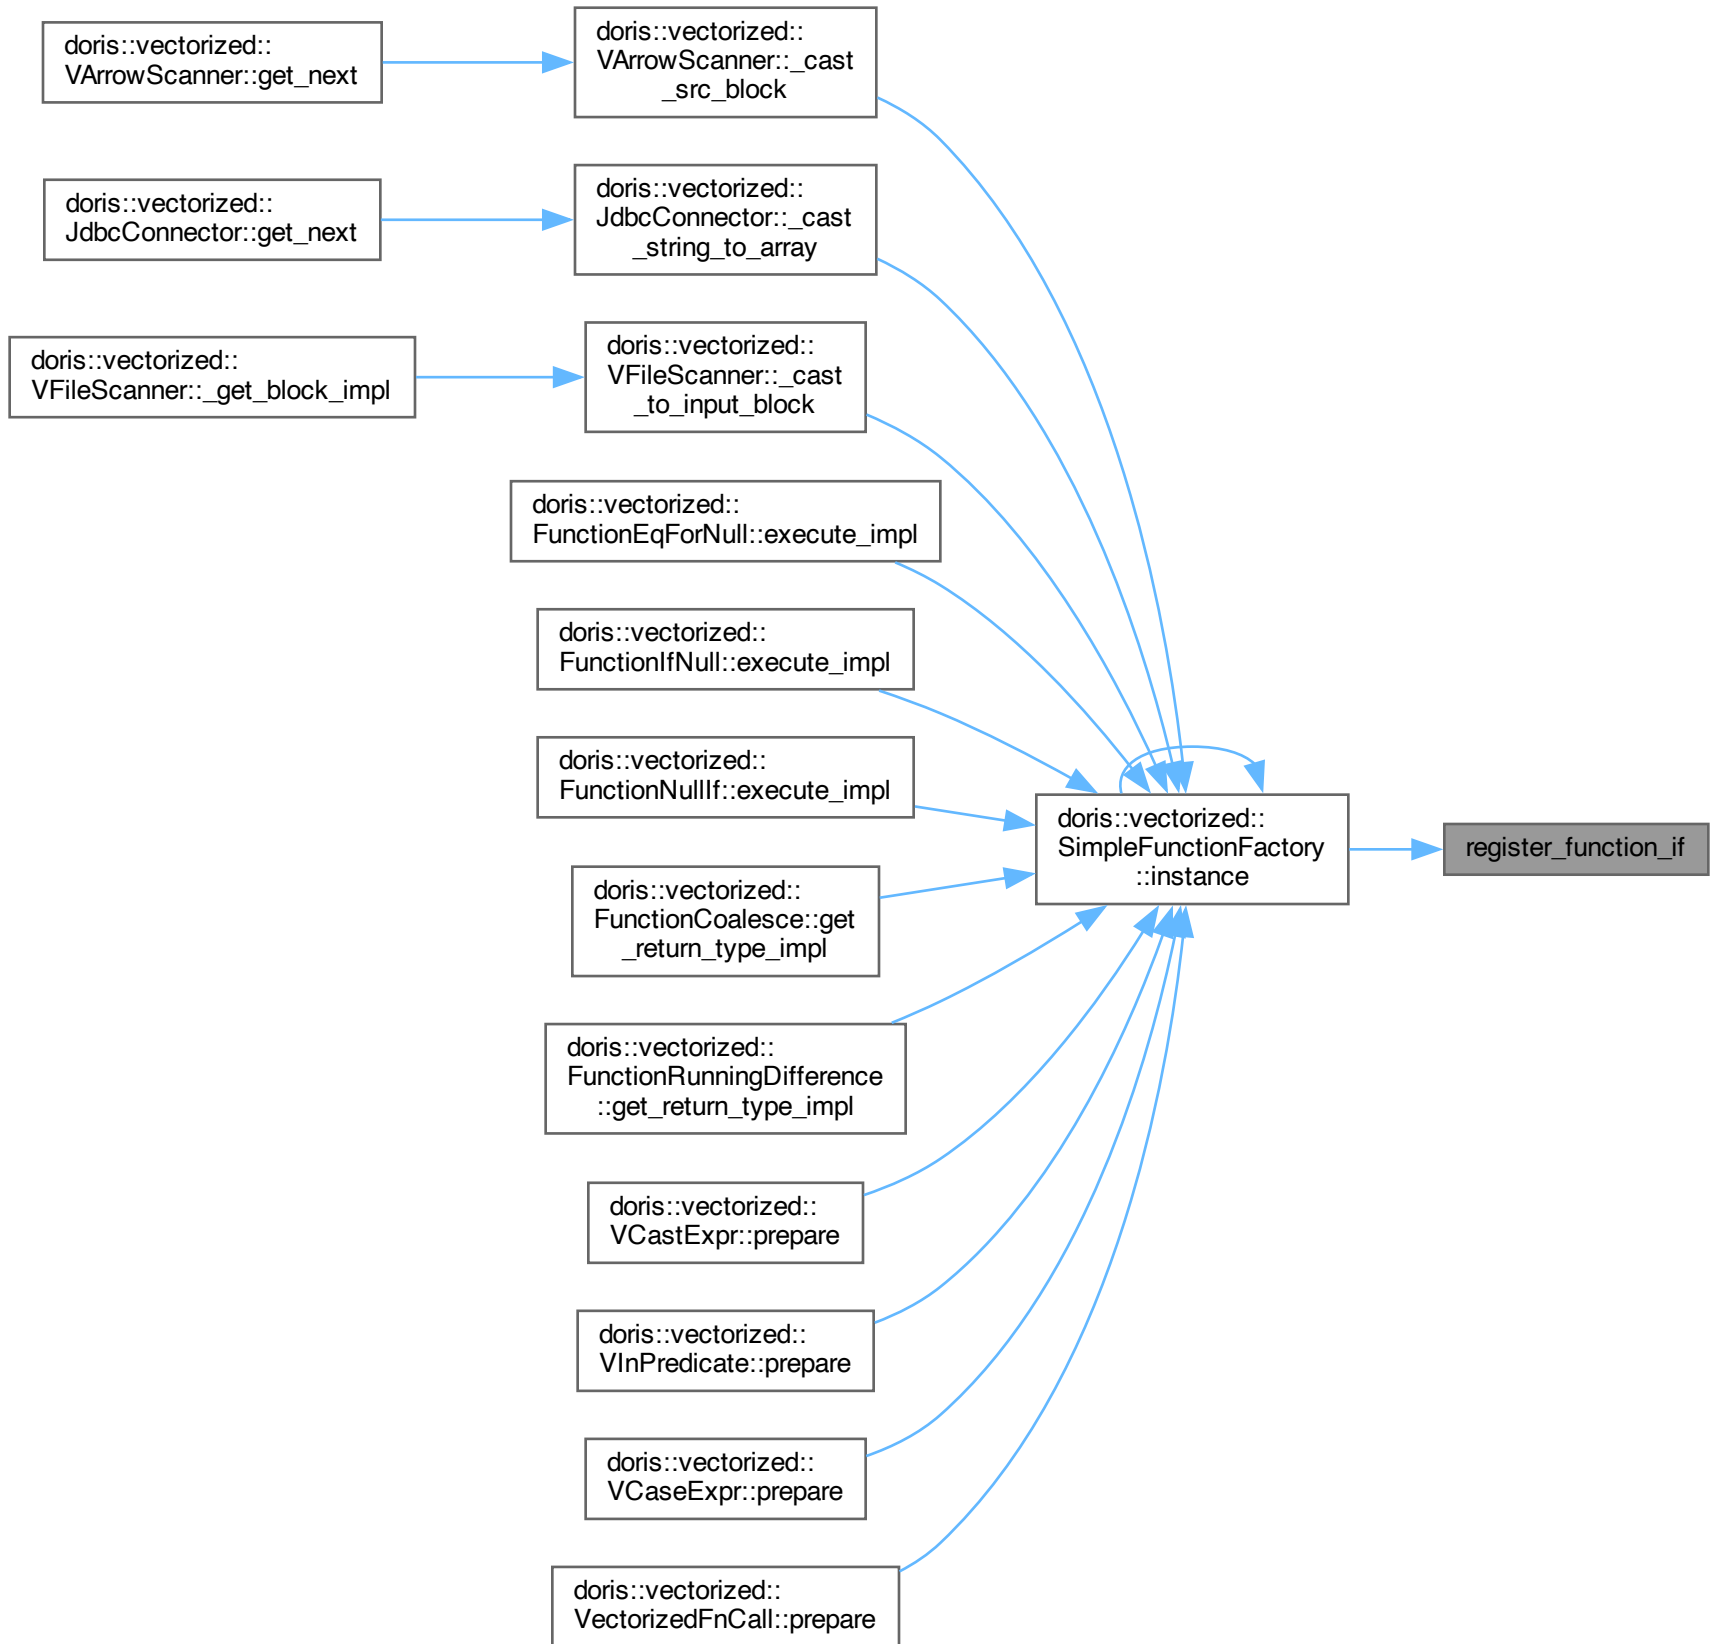 doris::vectorized::
VArrowScanner::get_next
doris::vectorized::
VArrowScanner::_cast
_src_block
doris::vectorized::
JdbcConnector::get_next
doris::vectorized::
JdbcConnector::_cast
_string_to_array
doris::vectorized::
VFileScanner::_get_block_impl
doris::vectorized::
VFileScanner::_cast
_to_input_block
doris::vectorized::
FunctionEqForNull::execute_impl
doris::vectorized::
FunctionIfNull::execute_impl
doris::vectorized::
FunctionNullIf::execute_impl
doris::vectorized::
SimpleFunctionFactory
::instance
register_function_if
doris::vectorized::
FunctionCoalesce::get
_return_type_impl
doris::vectorized::
FunctionRunningDifference
::get_return_type_impl
doris::vectorized::
VCastExpr::prepare
doris::vectorized::
VInPredicate::prepare
doris::vectorized::
VCaseExpr::prepare
doris::vectorized::
VectorizedFnCall::prepare